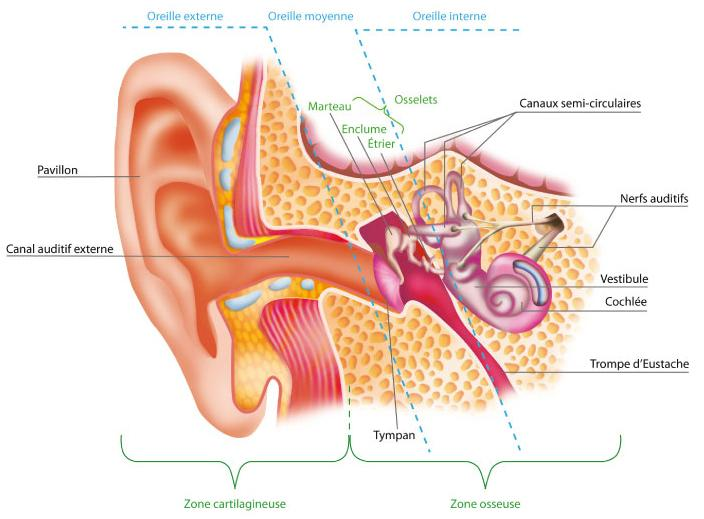 Oreille externe
Oreille moyenne
Oreille interne
Marteau
Osselets
Enclume
Étrier
Canaux semi-circulaires
Pavillon
Nerfs auditifs
Canal auditif externe
Vestibule
Cochlée
Trompe d'Eustache
Tympan
Zone cartilagineuse
Zone osseuse